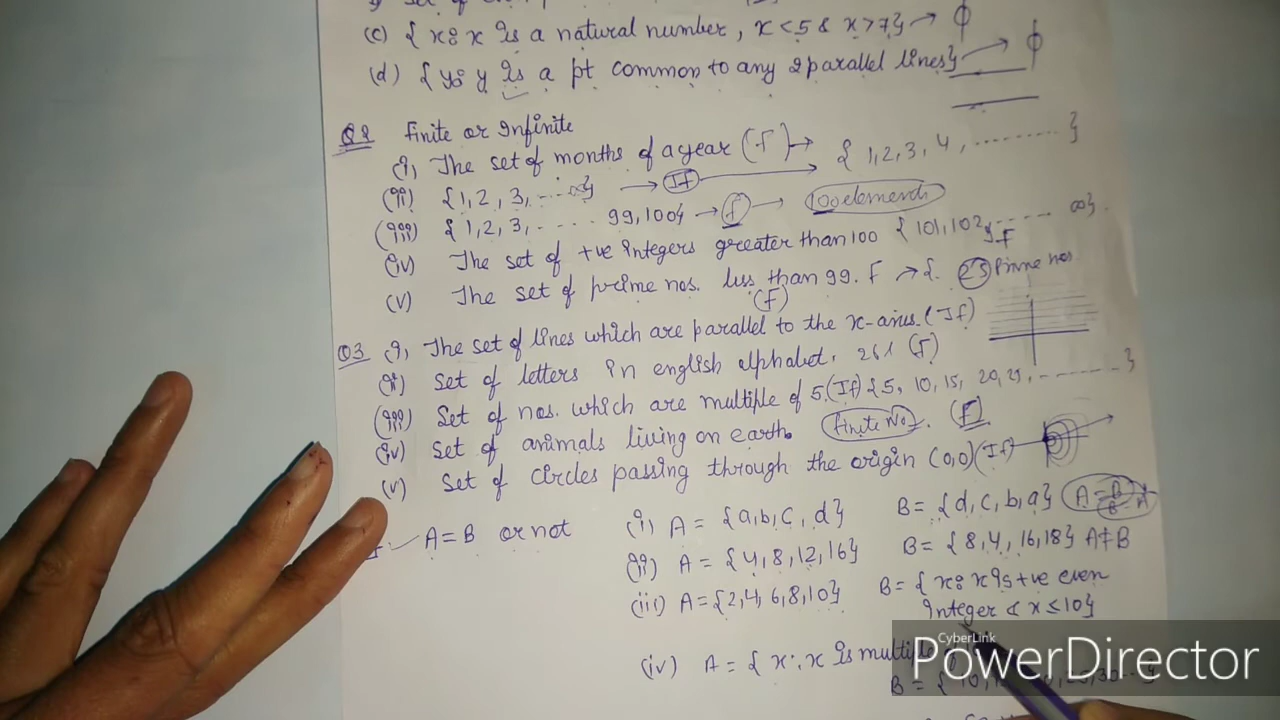 (c) { x : x is a natural number, x < 5 & x > 7} → ϕ
(d) { y : y is a pt common to any 2 parallel lines} → ϕ
Q2 finite or Infinite
(i) The set of months of a year (f) →
(ii) {1, 2, 3, ... ∞} → (If) → { 1, 2, 3, 4, ........ }
(iii) {1, 2, 3, .... 99, 100} → (f) → 100 elements
(iv) The set of +ve integers greater than 100 { 101, 102, ...... ∞}. I.F
(v) The set of prime nos. less than 99. F → {. 25 Prime nos
(F)
Q3 (i) The set of lines which are parallel to the x-axis. (If)
(ii) Set of letters in english alphabet. 26 (f)
(iii) Set of nos. which are multiple of 5. (If) {5, 10, 15, 20, 25, ........ }
(iv) Set of animals living on earth. finite No. (F)
(v) Set of circles passing through the origin (0,0) (If)
A = B or not (i) A = {a, b, c, d} B = {d, c, b, a} A = B
(ii) A = {4, 8, 12, 16} B = {8, 4, 16, 18} A ≠ B
(iii) A = {2, 4, 6, 8, 10} B = { x : x is +ve even
Integer & x ≤ 10}
(iv) A = { x : x is multiple
B = { 10,
CyberLink
PowerDirector